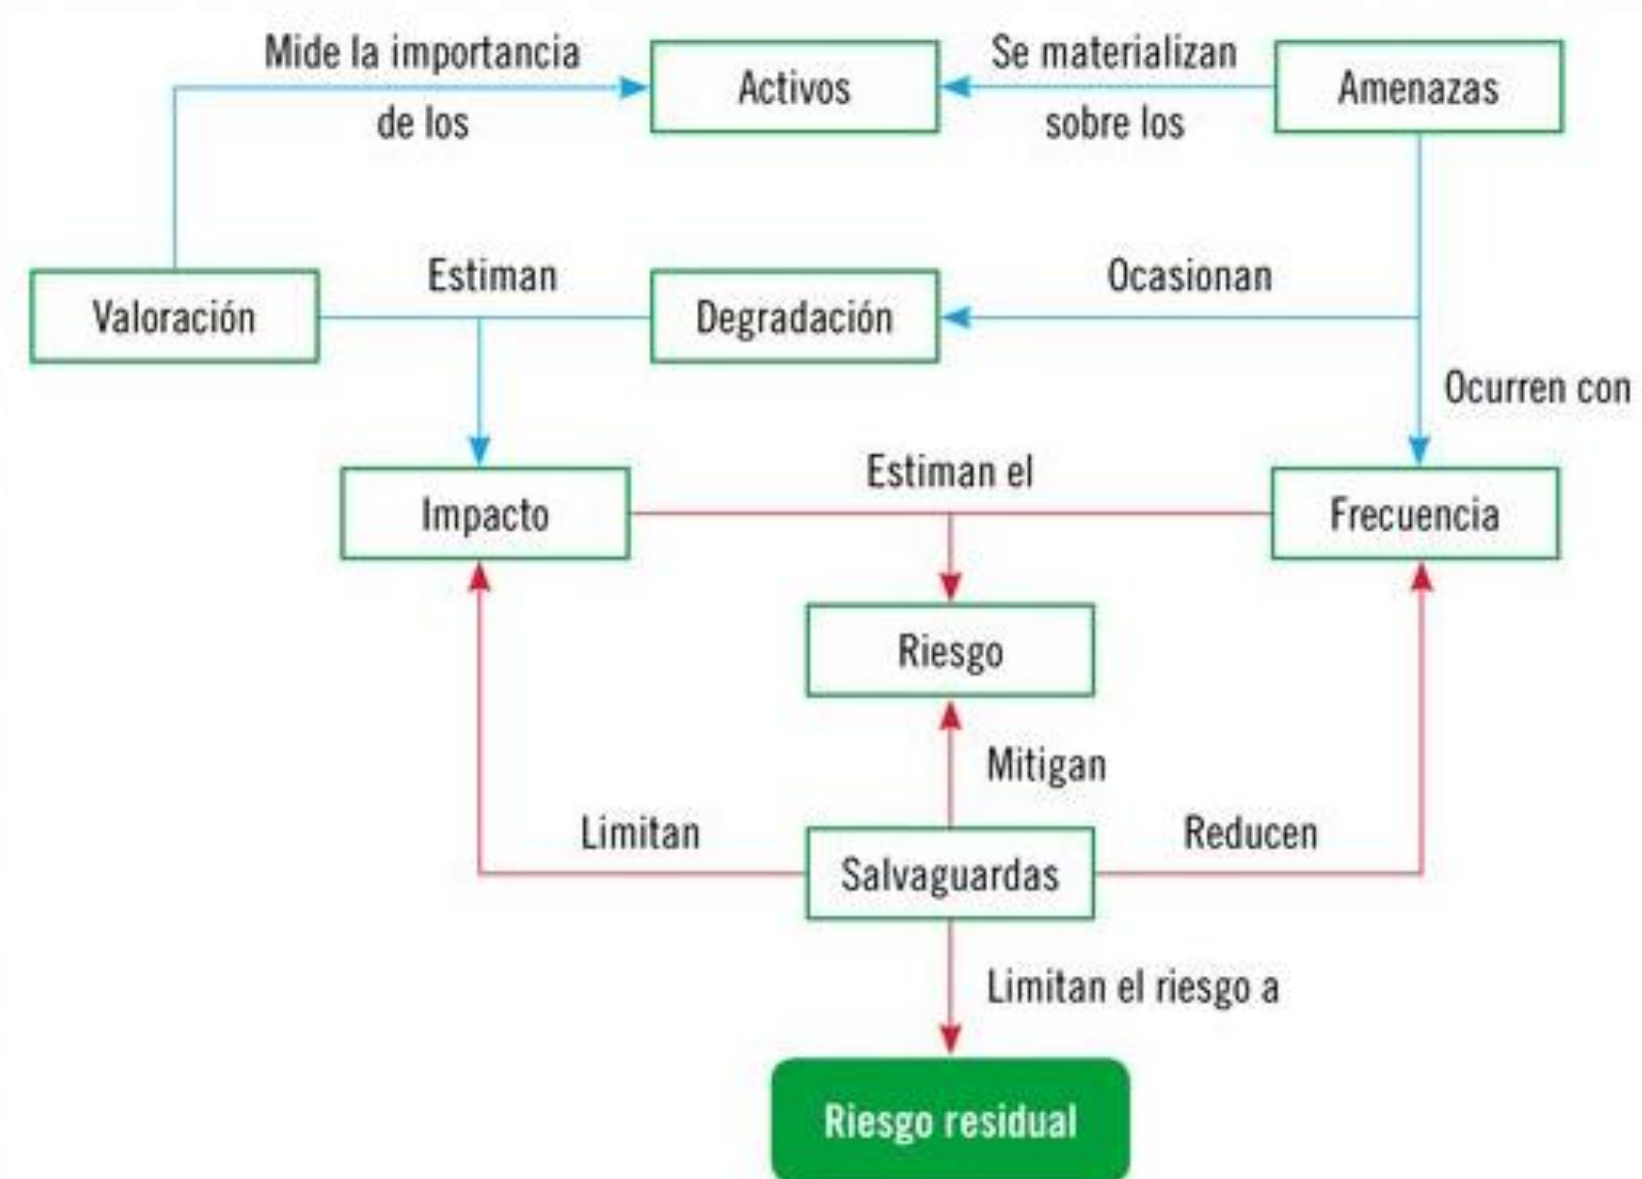 Mide la importancia
de los
Activos
Se materializan
sobre los
Amenazas
Valoración
Estiman
Degradación
Ocasionan
Ocurren con
Impacto
Estiman el
Frecuencia
Riesgo
Mitigan
Limitan
Salvaguardas
Reducen
Limitan el riesgo a
Riesgo residual